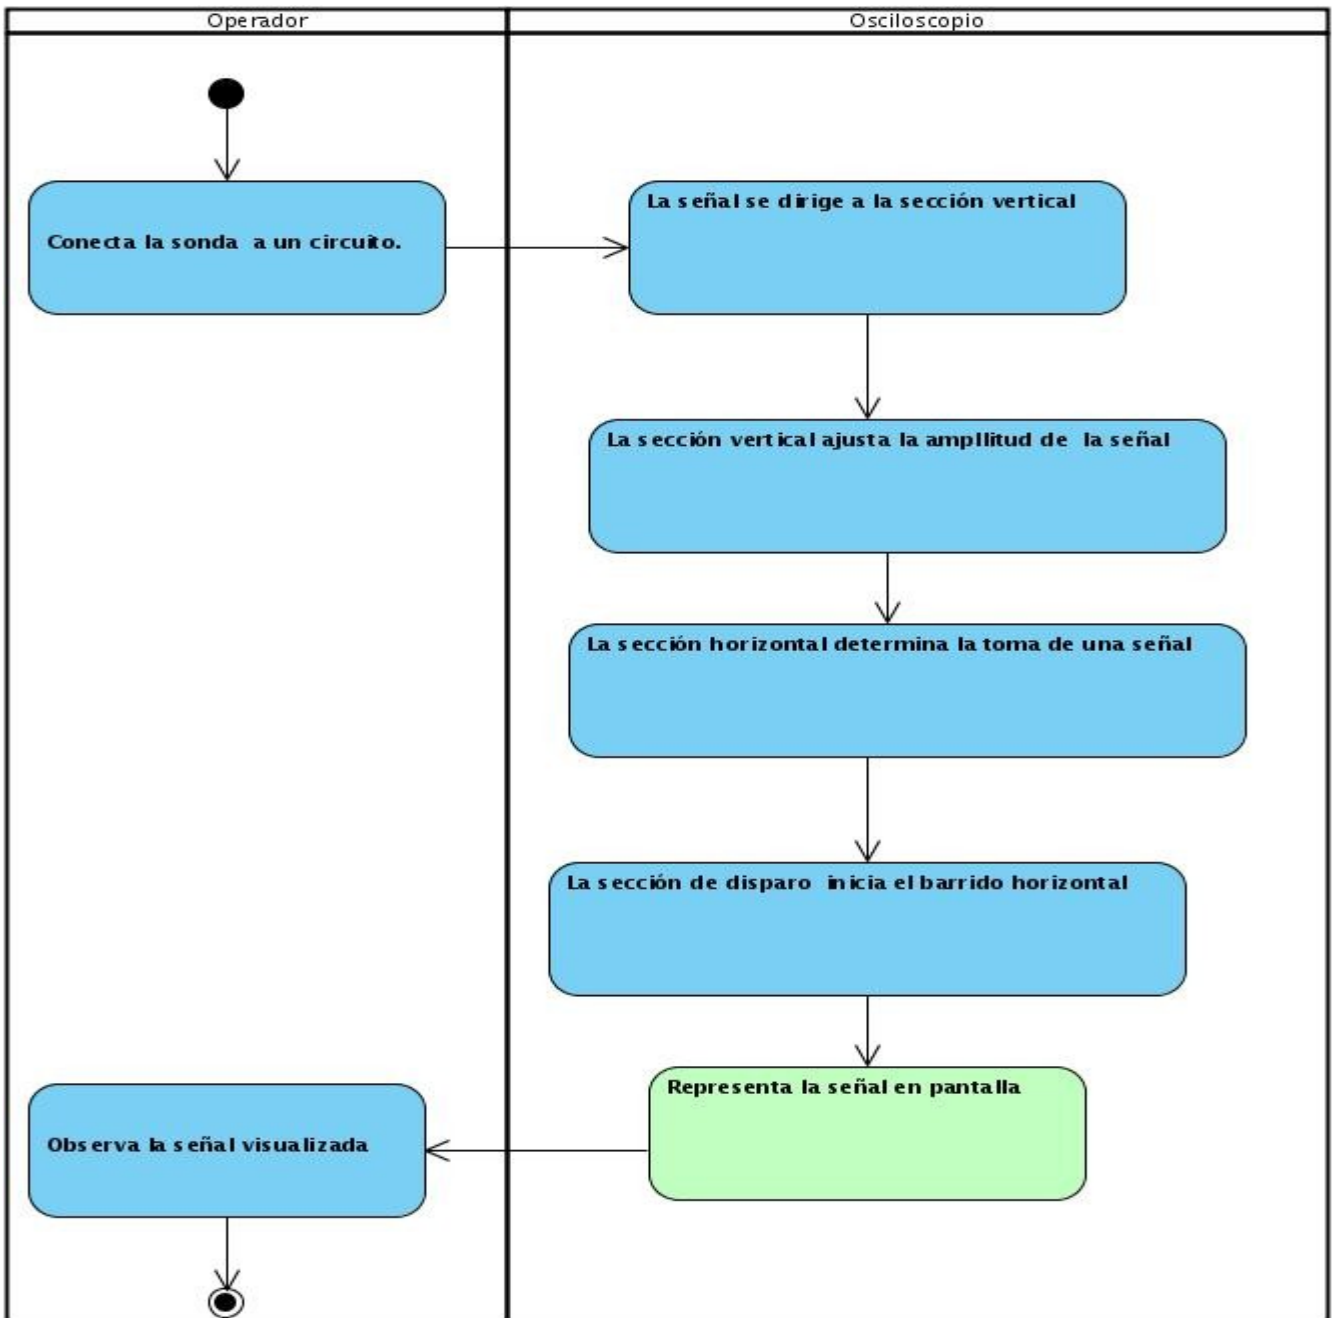 Operador
Osciloscopio
Conecta la sonda a un circuito.
La señal se dirige a la sección vertical
La sección vertical ajusta la ampllitud de la señal
La sección horizontal determina la toma de una señal
La sección de disparo inicia el barrido horizontal
Representa la señal en pantalla
Observa la señal visualizada